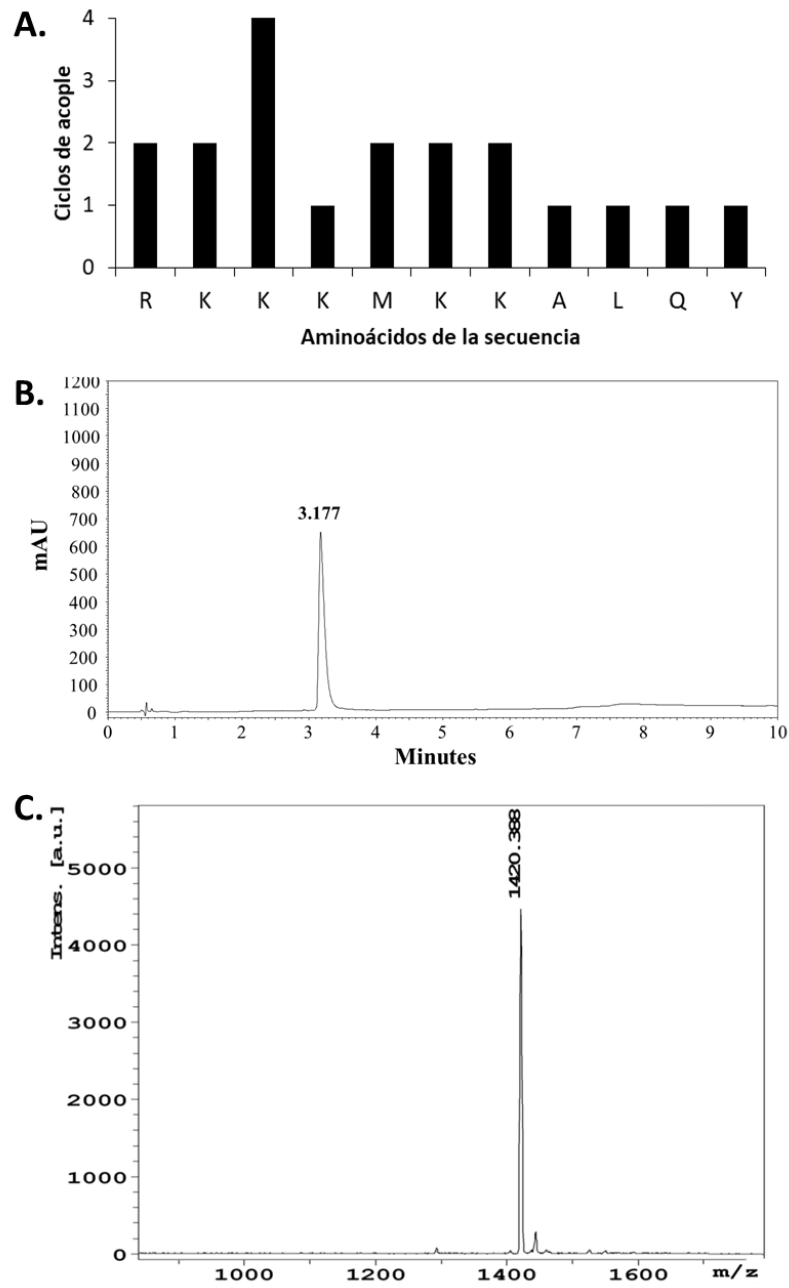 A.
Ciclos de acople
4
3
2
1
0
R K K K M K K A L Q Y
Aminoácidos de la secuencia
B.
mAU
1200
1100
1000
900
800
700
600
500
400
300
200
100
0
3.177
0 1 2 3 4 5 6 7 8 9 10
Minutes
C.
Intens. [a.u.]
1420.388
5000
4000
3000
2000
1000
0
1000 1200 1400 1600 m/z